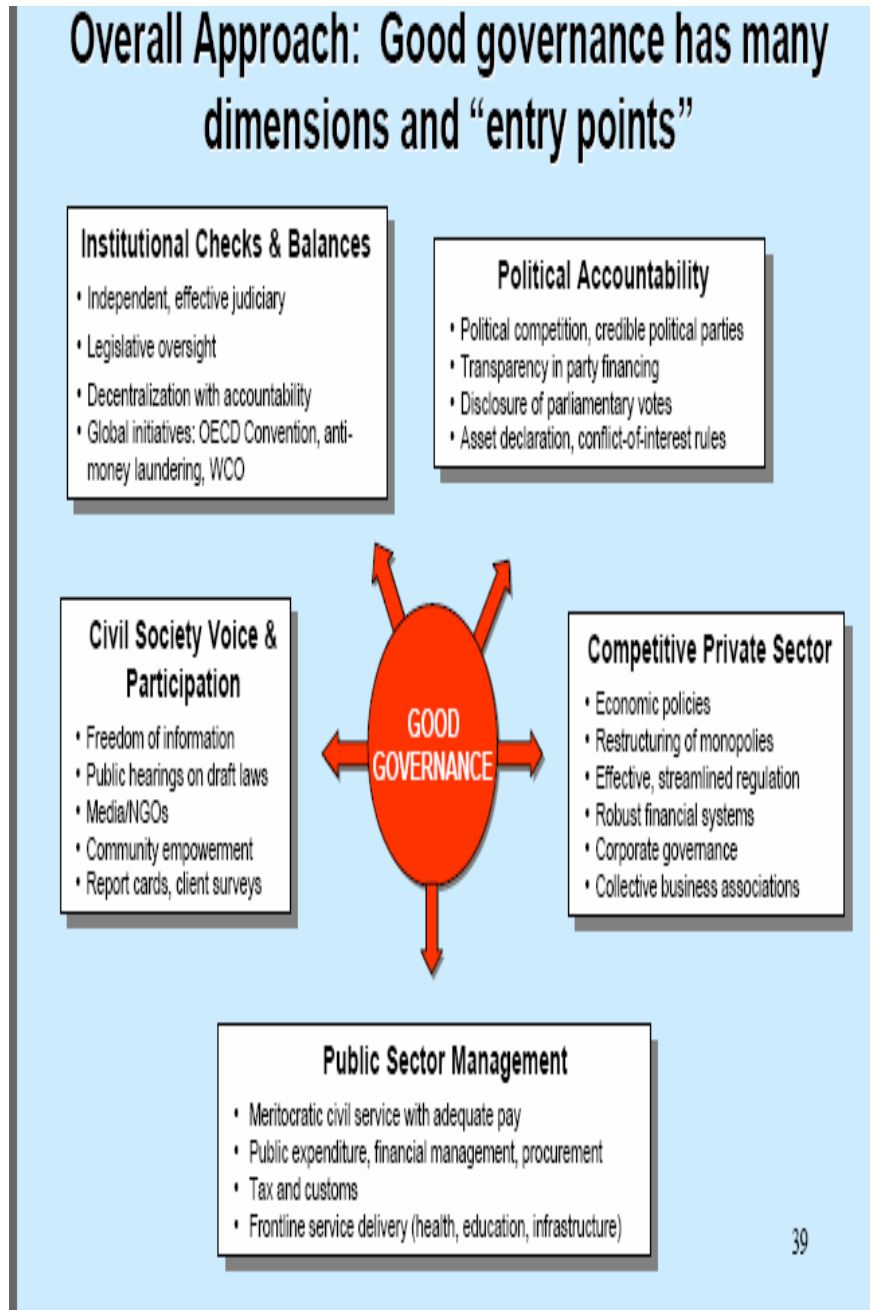 Overall Approach:  Good governance has many
dimensions and “entry points”
Institutional Checks & Balances
• Independent, effective judiciary
• Legislative oversight
• Decentralization with accountability
• Global initiatives: OECD Convention, anti-
money laundering, WCO
Political Accountability
• Political competition, credible political parties
• Transparency in party financing
• Disclosure of parliamentary votes
• Asset declaration, conflict-of-interest rules
Civil Society Voice &
Participation
• Freedom of information
• Public hearings on draft laws
• Media/NGOs
• Community empowerment
• Report cards, client surveys
GOOD
GOVERNANCE
Competitive Private Sector
• Economic policies
• Restructuring of monopolies
• Effective, streamlined regulation
• Robust financial systems
• Corporate governance
• Collective business associations
Public Sector Management
• Meritocratic civil service with adequate pay
• Public expenditure, financial management, procurement
• Tax and customs
• Frontline service delivery (health, education, infrastructure)
39